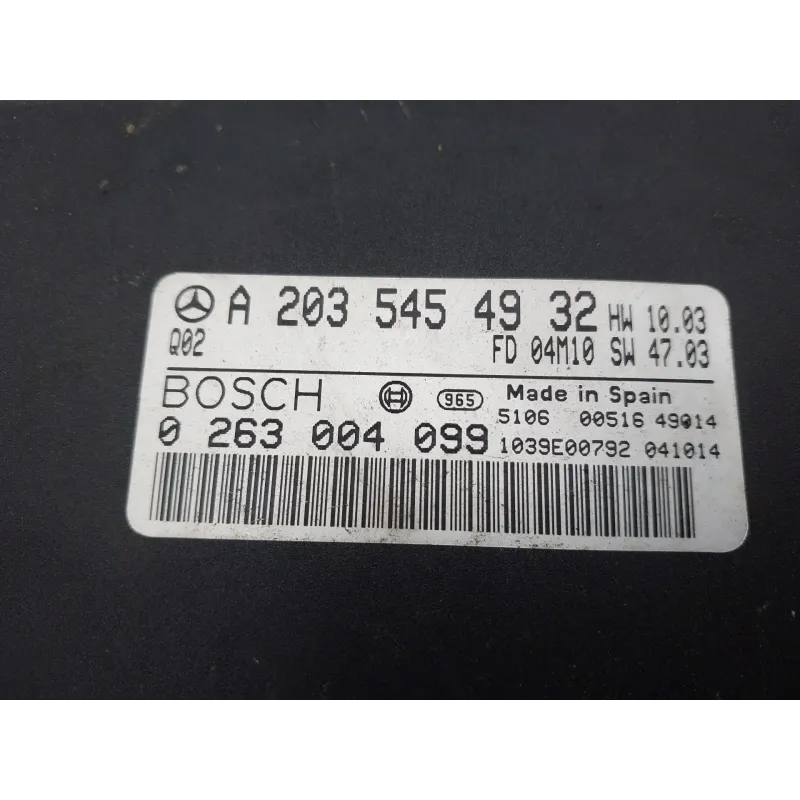 A 203 545 49 32 HW 10.03
Q02 FD 04M10 SW 47.03
BOSCH 965 Made in Spain
5106 00516 49014
0 263 004 099 1039E00792 041014